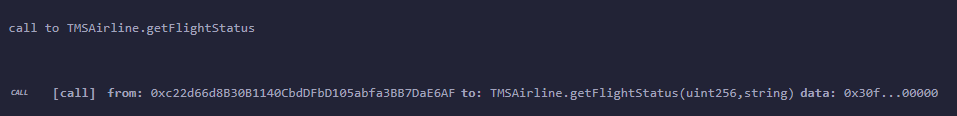 call to TMSAirline.getFlightStatus
CALL [call] from: 0xc22d66d8B30B1140CbdDFbD105abfa3BB7DaE6AF to: TMSAirline.getFlightStatus(uint256,string) data: 0x30f...00000